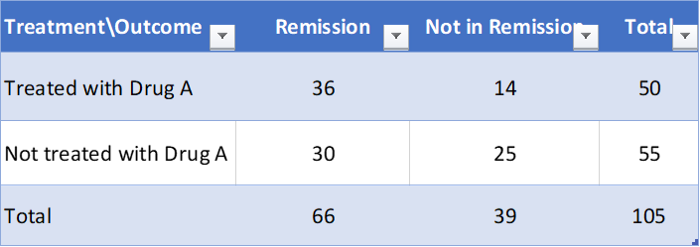 Treatment\Outcome Remission Not in Remission Total
Treated with Drug A 36 14 50
Not treated with Drug A 30 25 55
Total 66 39 105